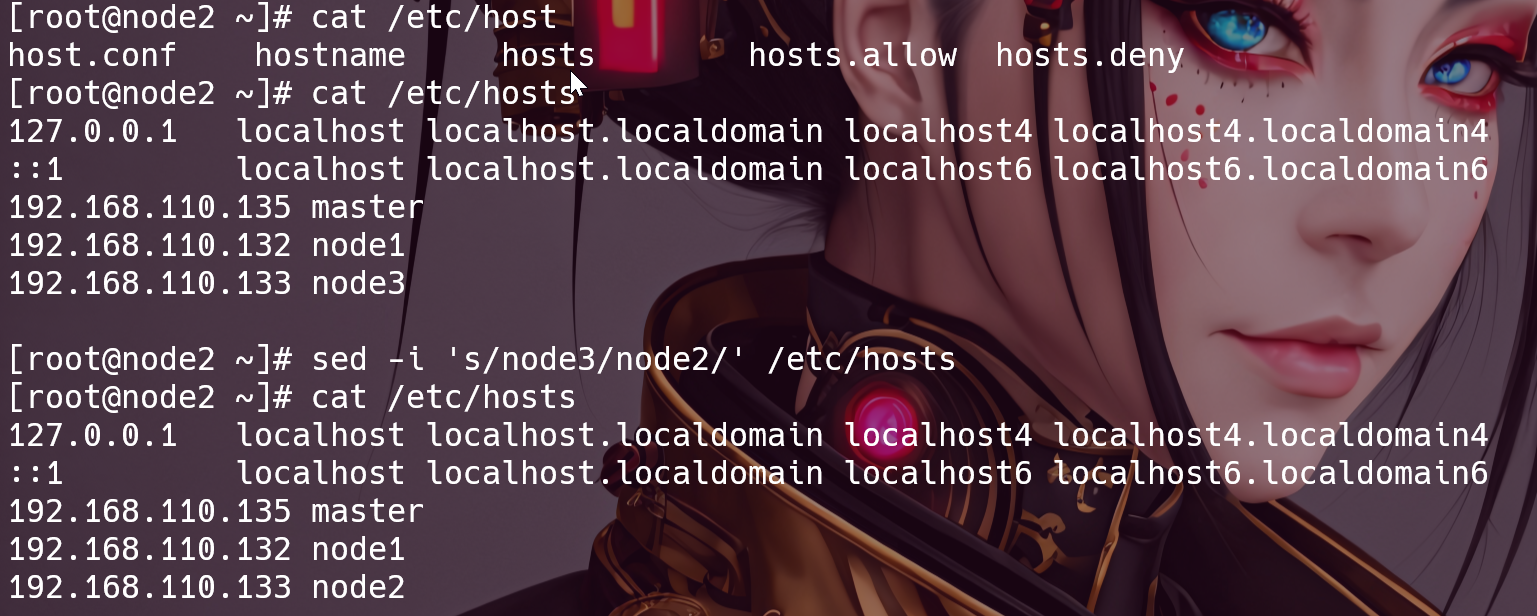 [root@node2 ~]# cat /etc/host
host.conf    hostname     hosts        hosts.allow  hosts.deny
[root@node2 ~]# cat /etc/hosts
127.0.0.1   localhost localhost.localdomain localhost4 localhost4.localdomain4
::1         localhost localhost.localdomain localhost6 localhost6.localdomain6
192.168.110.135 master
192.168.110.132 node1
192.168.110.133 node3
[root@node2 ~]# sed -i 's/node3/node2/' /etc/hosts
[root@node2 ~]# cat /etc/hosts
127.0.0.1   localhost localhost.localdomain localhost4 localhost4.localdomain4
::1         localhost localhost.localdomain localhost6 localhost6.localdomain6
192.168.110.135 master
192.168.110.132 node1
192.168.110.133 node2